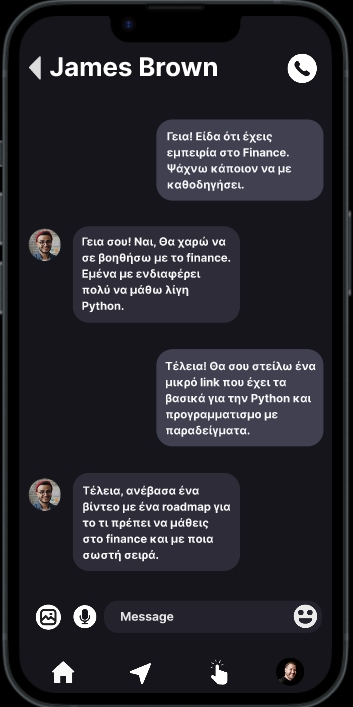 James Brown
Γεια! Είδα ότι έχεις
εμπειρία στο Finance.
Ψάχνω κάποιον να με
καθοδηγήσει.
Γεια σου! Ναι, Θα χαρώ να
σε βοηθήσω με το finance.
Εμένα με ενδιαφέρει
πολύ να μάθω λίγη
Python.
Τέλεια! Θα σου στείλω ένα
μικρό link που έχει τα
βασικά για την Python και
προγραμματισμο με
παραδείγματα.
Τέλεια, ανέβασα ένα
βίντεο με ένα roadmap για
το τι πρέπει να μάθεις
στο finance και με ποια
σωστή σειρά.
Message